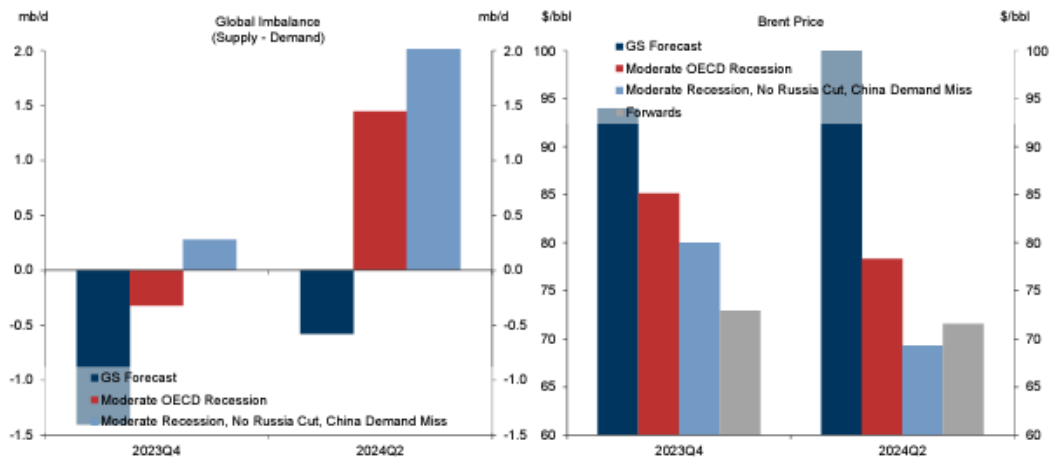 mb/d
Global Imbalance
(Supply - Demand)
mb/d
2.0
1.5
1.0
0.5
0.0
-0.5
-1.0
-1.5
2.0
1.5
1.0
0.5
0.0
-0.5
-1.0
-1.5
GS Forecast
Moderate OECD Recession
Moderate Recession, No Russia Cut, China Demand Miss
2023Q4
2024Q2
$/bbl
Brent Price
$/bbl
100
95
90
85
80
75
70
65
60
GS Forecast
Moderate OECD Recession
Moderate Recession, No Russia Cut, China Demand Miss
Forwards
100
95
90
85
80
75
70
65
60
2023Q4
2024Q2